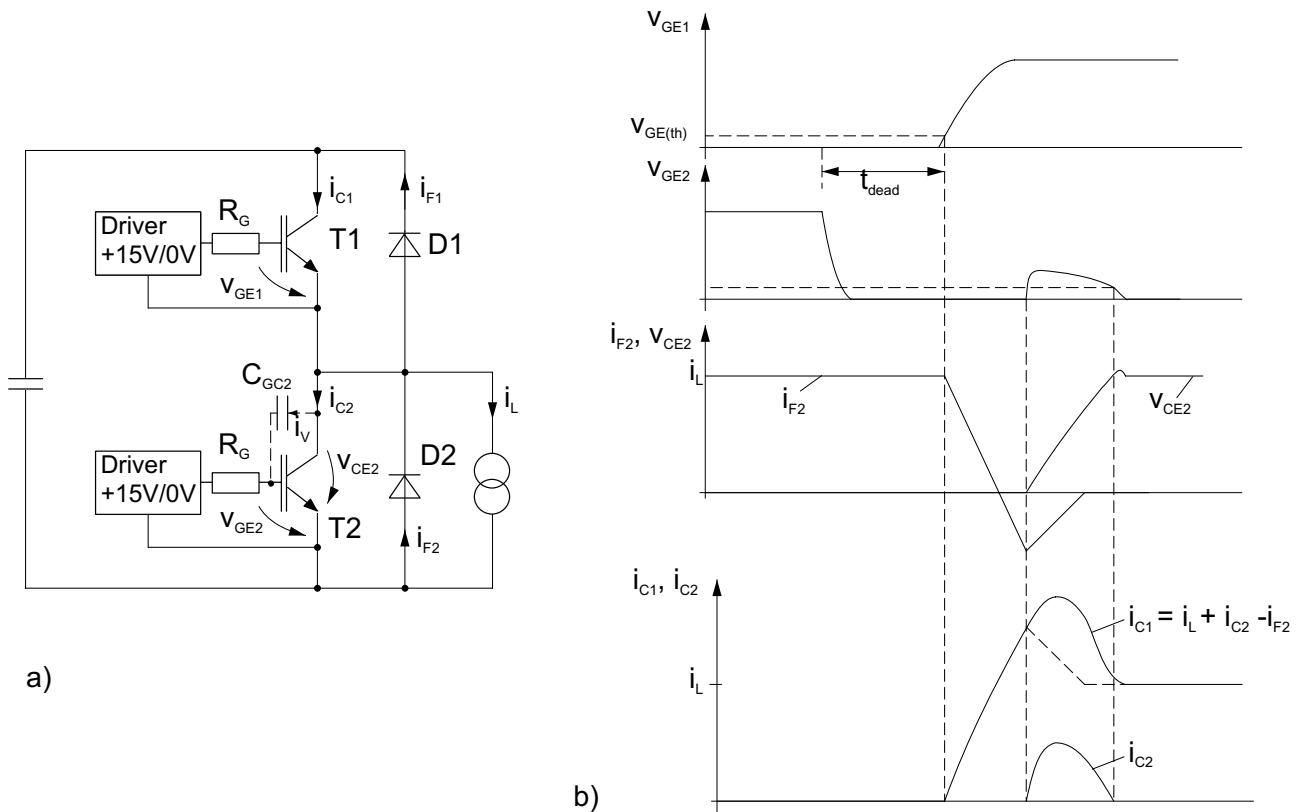 Driver
+15V/0V
R_G
v_GE1
i_C1
T1
i_F1
D1
C_GC2
i_V
i_C2
i_L
Driver
+15V/0V
R_G
v_GE2
v_CE2
T2
D2
i_F2
a)
v_GE1
v_GE(th)
v_GE2
t_dead
i_F2, v_CE2
i_L
i_F2
v_CE2
i_C1, i_C2
i_C1 = i_L + i_C2 -i_F2
i_L
i_C2
b)